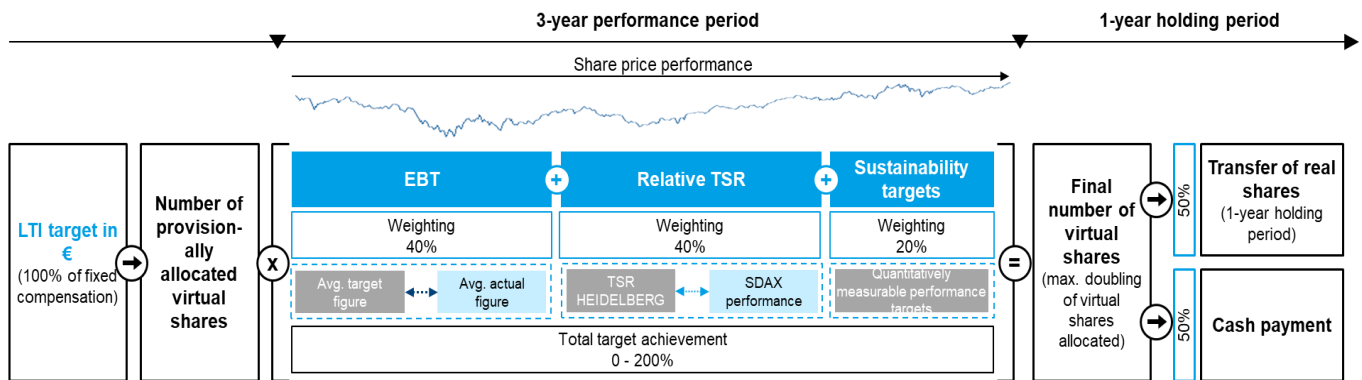 3-year performance period
1-year holding period
Share price performance
LTI target in
€
(100% of fixed
compensation)
Number of
provision-
ally
allocated
virtual
shares
x
EBT
+
Relative TSR
+
Sustainability
targets
Weighting
40%
Weighting
40%
Weighting
20%
Avg. target
figure
Avg. actual
figure
TSR
HEIDELBERG
SDAX
performance
Quantitatively
measurable performance
targets
Total target achievement
0 - 200%
=
Final
number of
virtual
shares
(max. doubling
of virtual
shares
allocated)
50%
Transfer of real
shares
(1-year holding
period)
50%
Cash payment